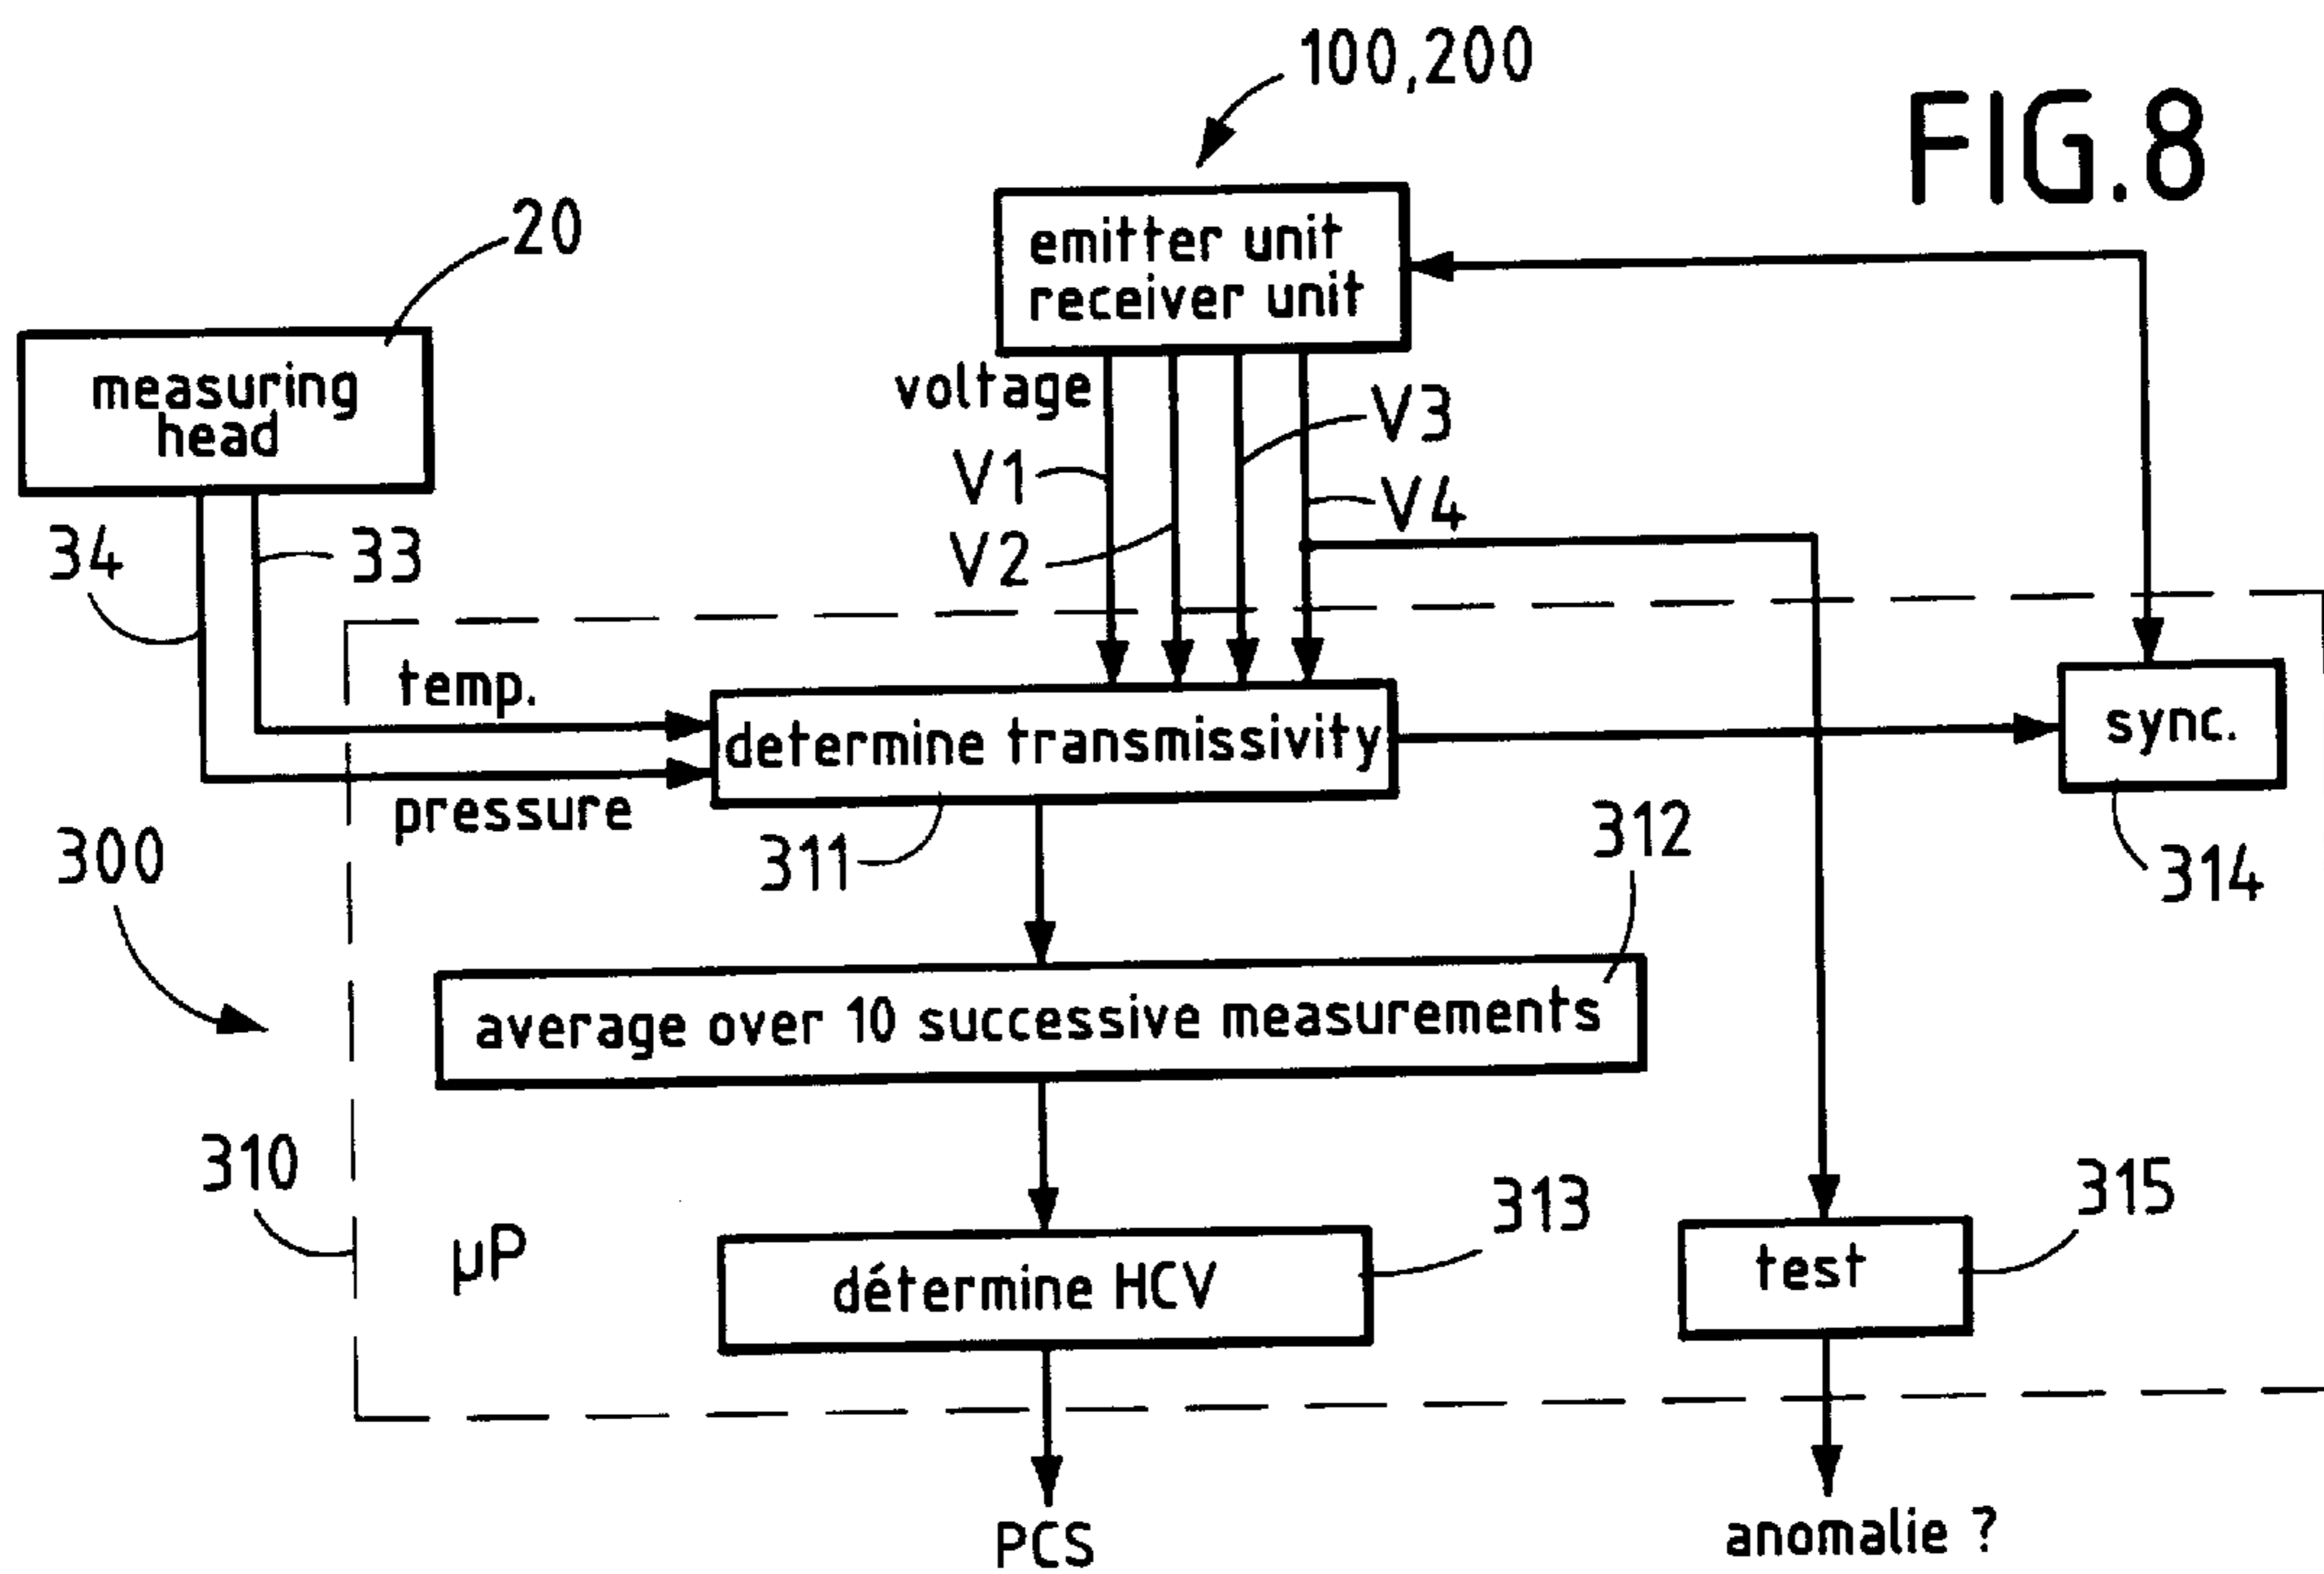 100,200
FIG.8
20
emitter unit
receiver unit
measuring
head
voltage
V3
V1
V4
34
33
V2
temp.
determine transmissivity
sync.
pressure
300
311
312
314
average over 10 successive measurements
310
µP
313
315
détermine HCV
test
PCS
anomalie ?